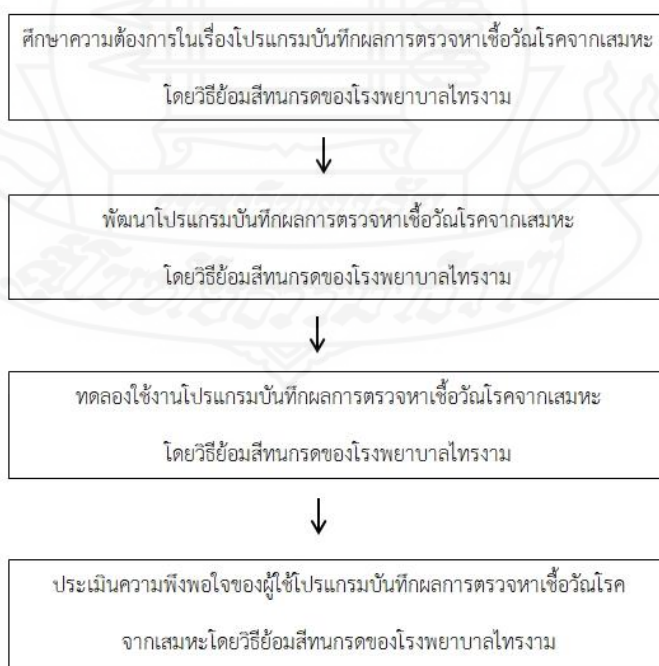 ศึกษาความต้องการในเรื่องโปรแกรมบันทึกผลการตรวจหาเชื้อวัณโรคจากเสมหะ
โดยวิธีย้อมสีทนกรดของโรงพยาบาลไทรงาม
พัฒนาโปรแกรมบันทึกผลการตรวจหาเชื้อวัณโรคจากเสมหะ
โดยวิธีย้อมสีทนกรดของโรงพยาบาลไทรงาม
ทดลองใช้งานโปรแกรมบันทึกผลการตรวจหาเชื้อวัณโรคจากเสมหะ
โดยวิธีย้อมสีทนกรดของโรงพยาบาลไทรงาม
ประเมินความพึงพอใจของผู้ใช้โปรแกรมบันทึกผลการตรวจหาเชื้อวัณโรค
จากเสมหะโดยวิธีย้อมสีทนกรดของโรงพยาบาลไทรงาม